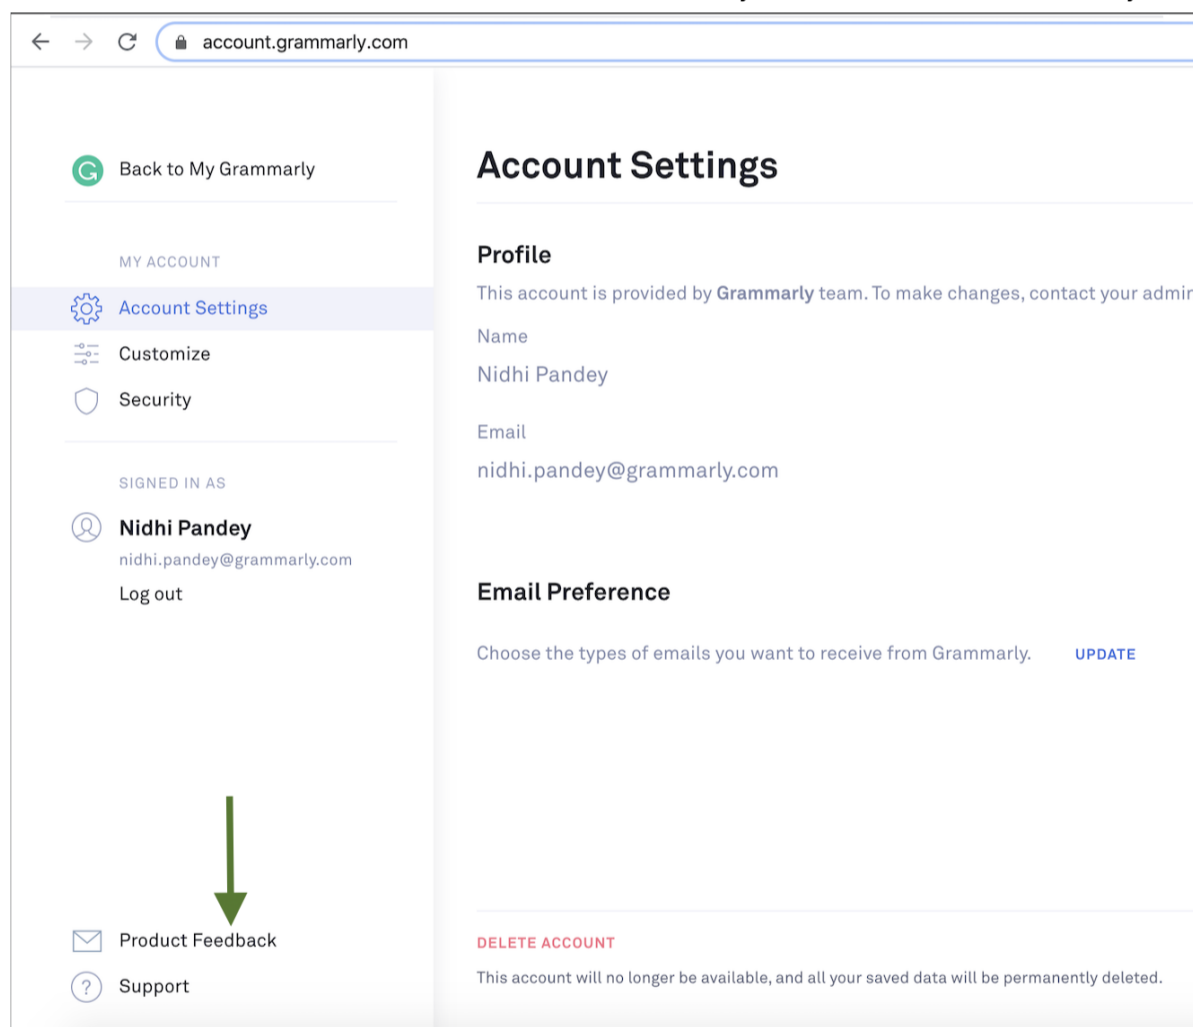 account.grammarly.com
Back to My Grammarly
MY ACCOUNT
Account Settings
Customize
Security
SIGNED IN AS
Nidhi Pandey
nidhi.pandey@grammarly.com
Log out
Product Feedback
Support
Account Settings
Profile
This account is provided by Grammarly team. To make changes, contact your admin
Name
Nidhi Pandey
Email
nidhi.pandey@grammarly.com
Email Preference
Choose the types of emails you want to receive from Grammarly. UPDATE
DELETE ACCOUNT
This account will no longer be available, and all your saved data will be permanently deleted.